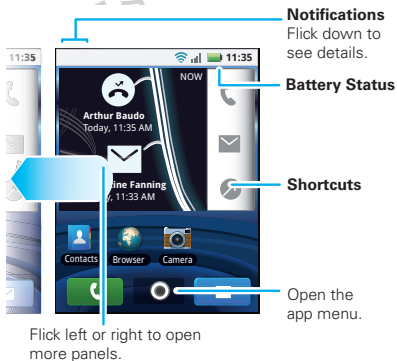 Notifications
Flick down to
see details.
11:35
11:35
Battery Status
NOW
Arthur Baudo
Today, 11:35 AM
ine Fanning
y, 11:33 AM
Shortcuts
Contacts
Browser
Camera
Open the
app menu.
Flick left or right to open
more panels.